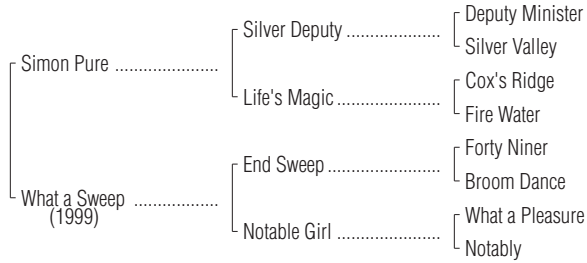 Deputy Minister
Silver Deputy ....................
Silver Valley
Simon Pure ......................
Cox's Ridge
Life's Magic ......................
Fire Water
Forty Niner
End Sweep ........................
Broom Dance
What a Sweep ..................
(1999)
What a Pleasure
Notable Girl ......................
Notably